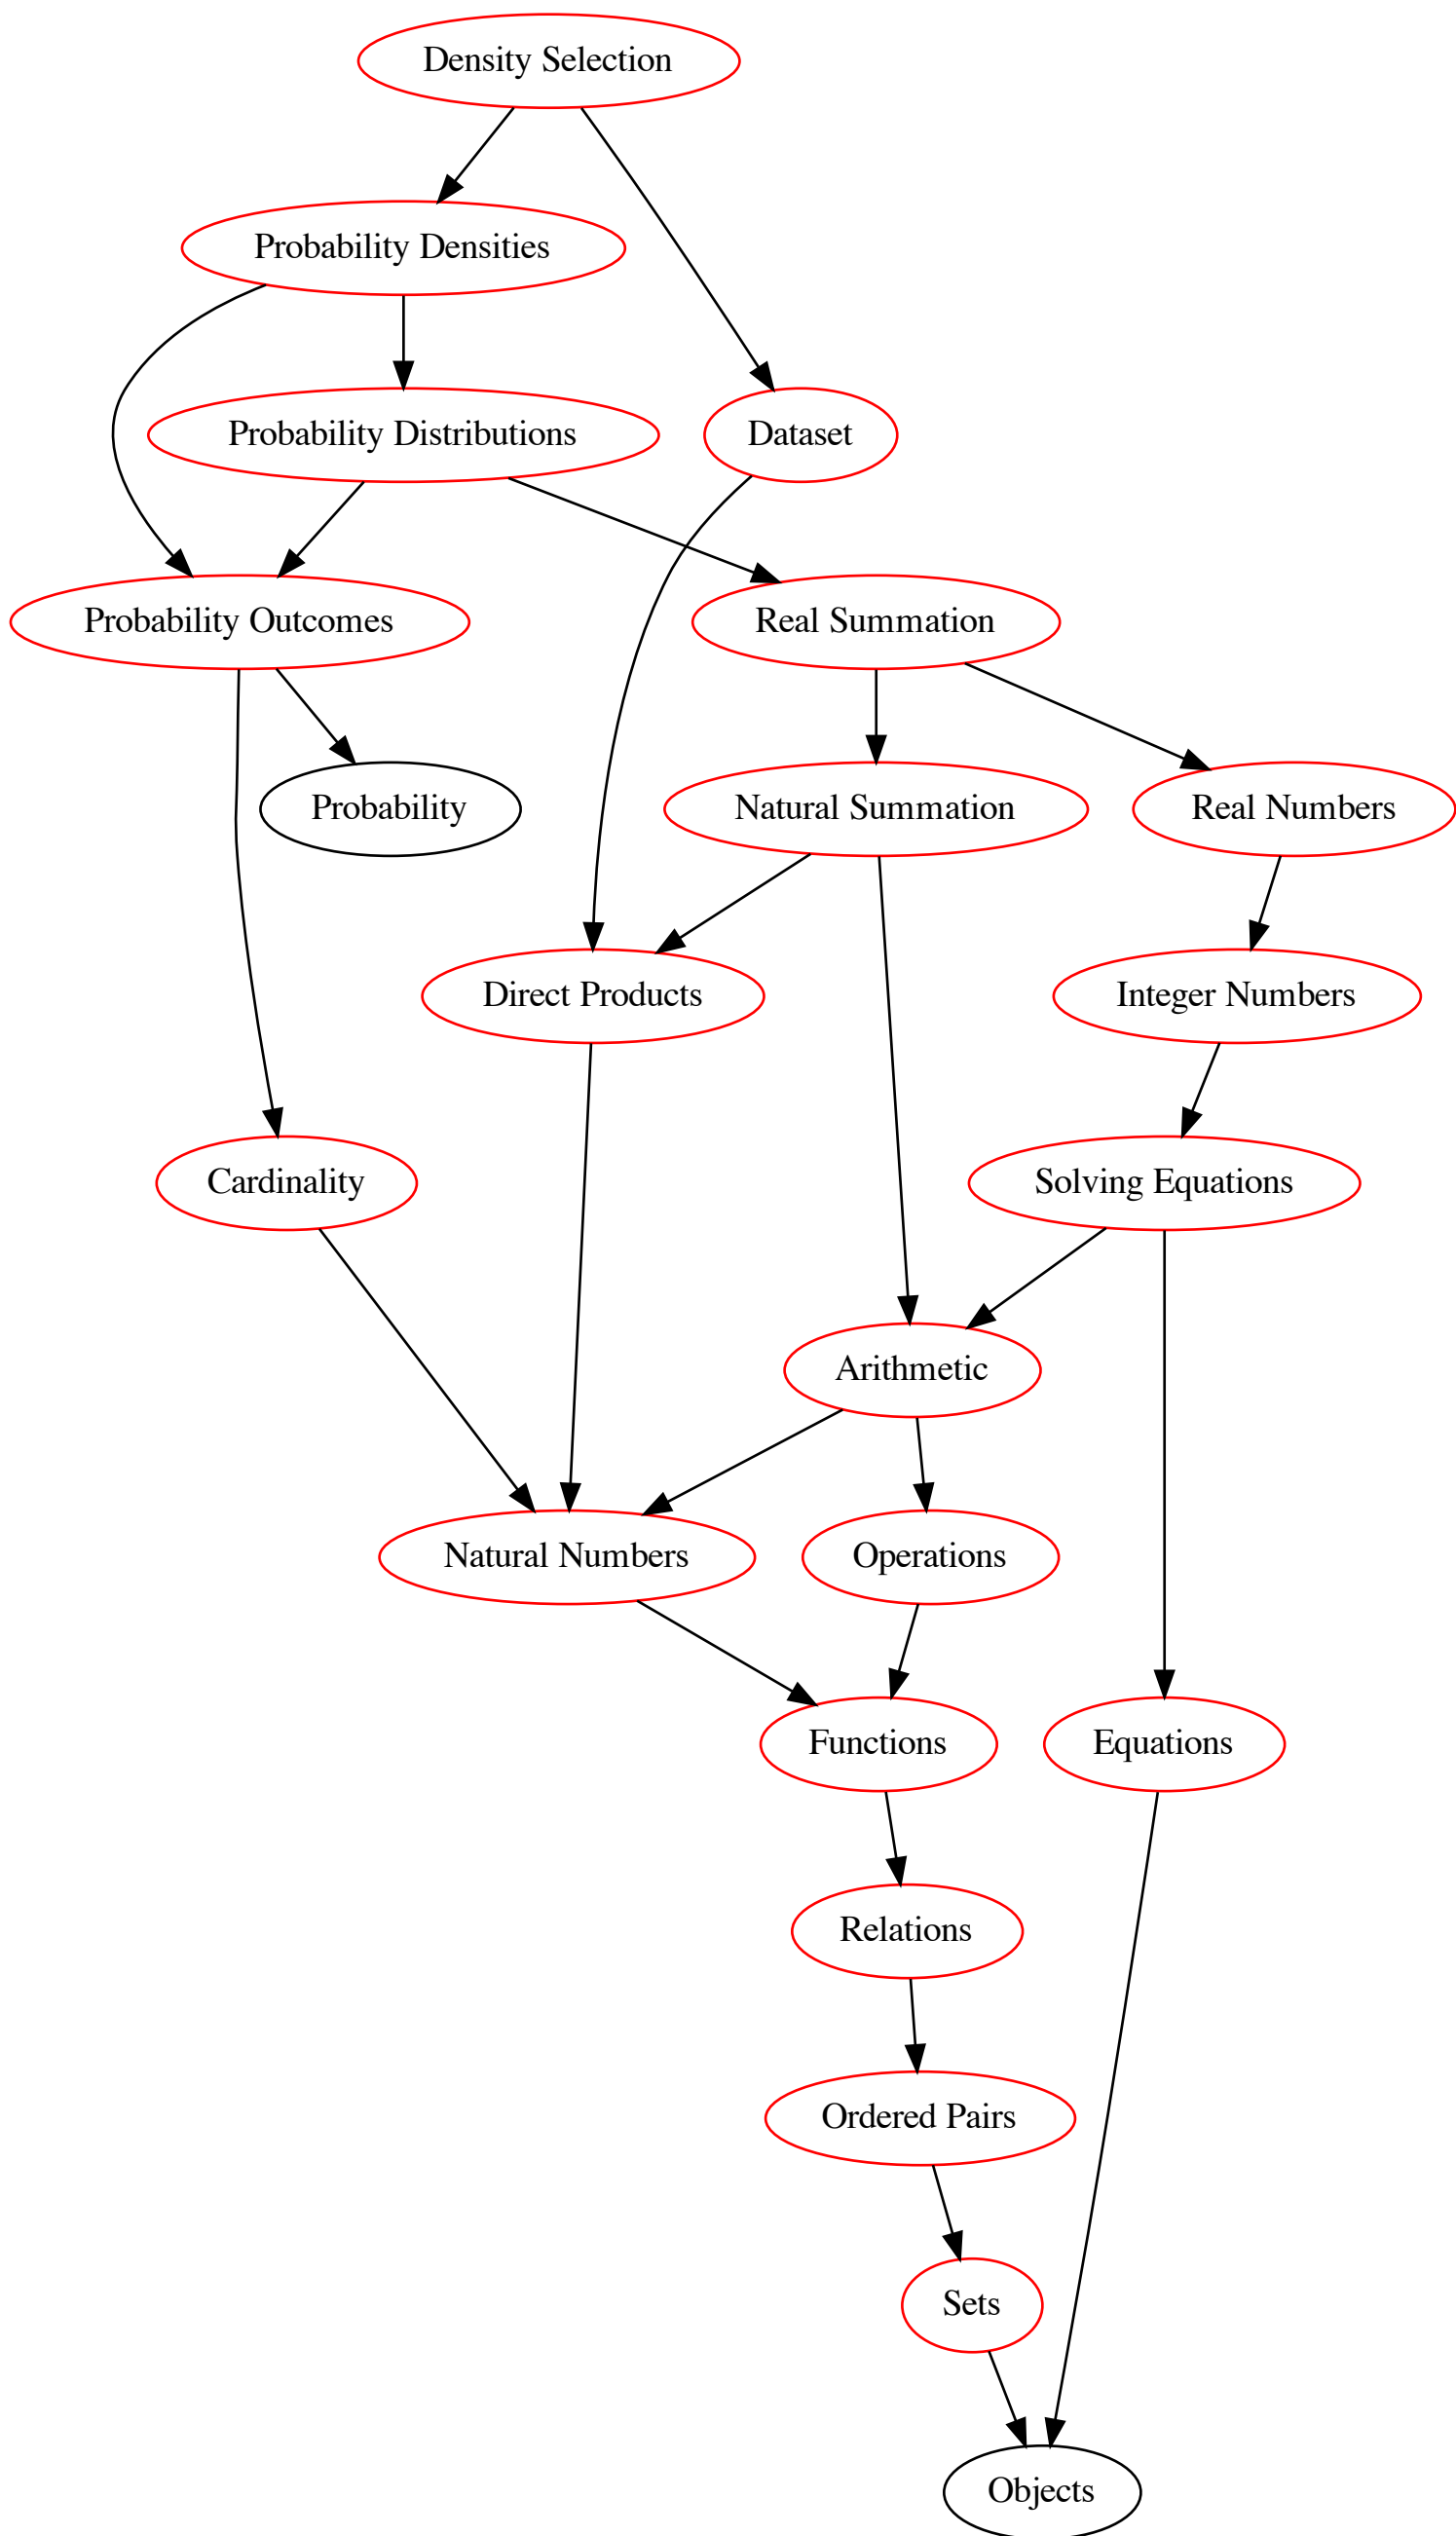 Density Selection
Probability Densities
Probability Distributions
Dataset
Probability Outcomes
Real Summation
Probability
Natural Summation
Real Numbers
Direct Products
Integer Numbers
Cardinality
Solving Equations
Arithmetic
Natural Numbers
Operations
Functions
Equations
Relations
Ordered Pairs
Sets
Objects